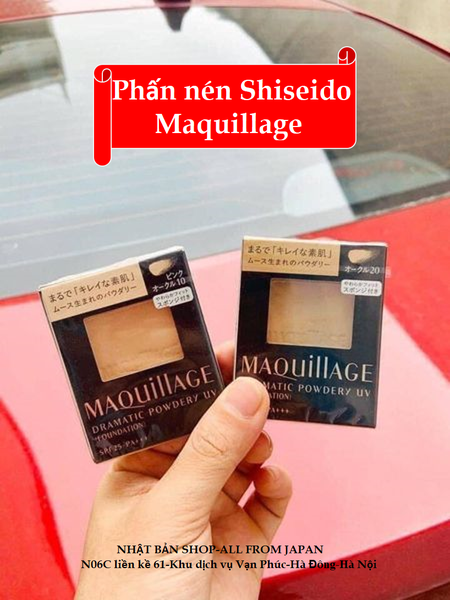 Phấn nén Shiseido
Maquillage
まるで「キレイな素肌」
ムース生まれのパウダリー
ピンク
オークル10
やわらかフィット
スポンジ付き
MAQuillAGE
DRAMATIC POWDERY UV
(FOUNDATION)
SPF25・PA+++
まるで「キレイな素肌」
ムース生まれのパウダリー
オークル20
やわらかフィット
スポンジ付き
MAQuillAGE
DRAMATIC POWDERY UV
PA+++
NHẬT BẢN SHOP-ALL FROM JAPAN
N06C liền kề 61-Khu dịch vụ Vạn Phúc-Hà Đông-Hà Nội